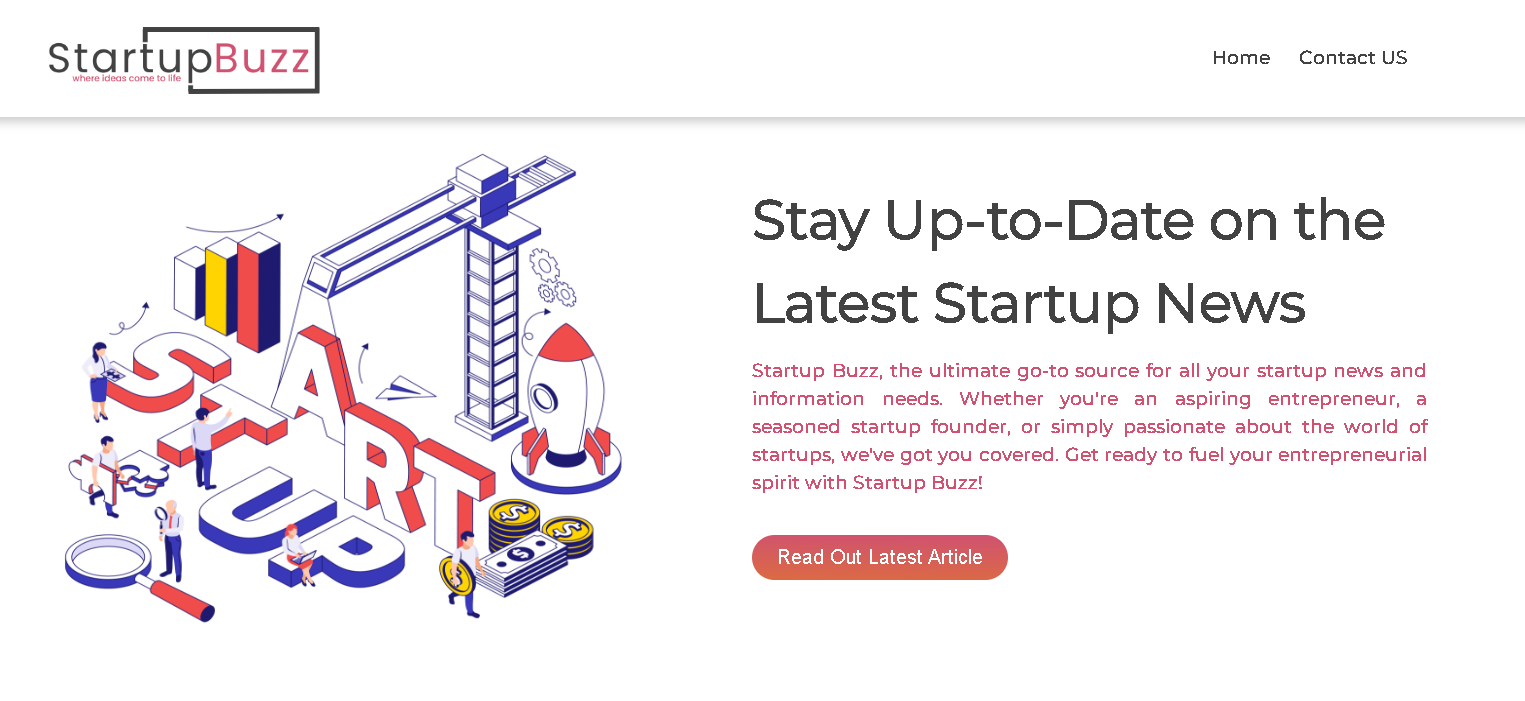 StartupBuzz
where ideas come to life
Home
Contact US
START
UP
Stay Up-to-Date on the
Latest Startup News
Startup Buzz, the ultimate go-to source for all your startup news and
information needs. Whether you're an aspiring entrepreneur, a
seasoned startup founder, or simply passionate about the world of
startups, we've got you covered. Get ready to fuel your entrepreneurial
spirit with Startup Buzz!
Read Out Latest Article